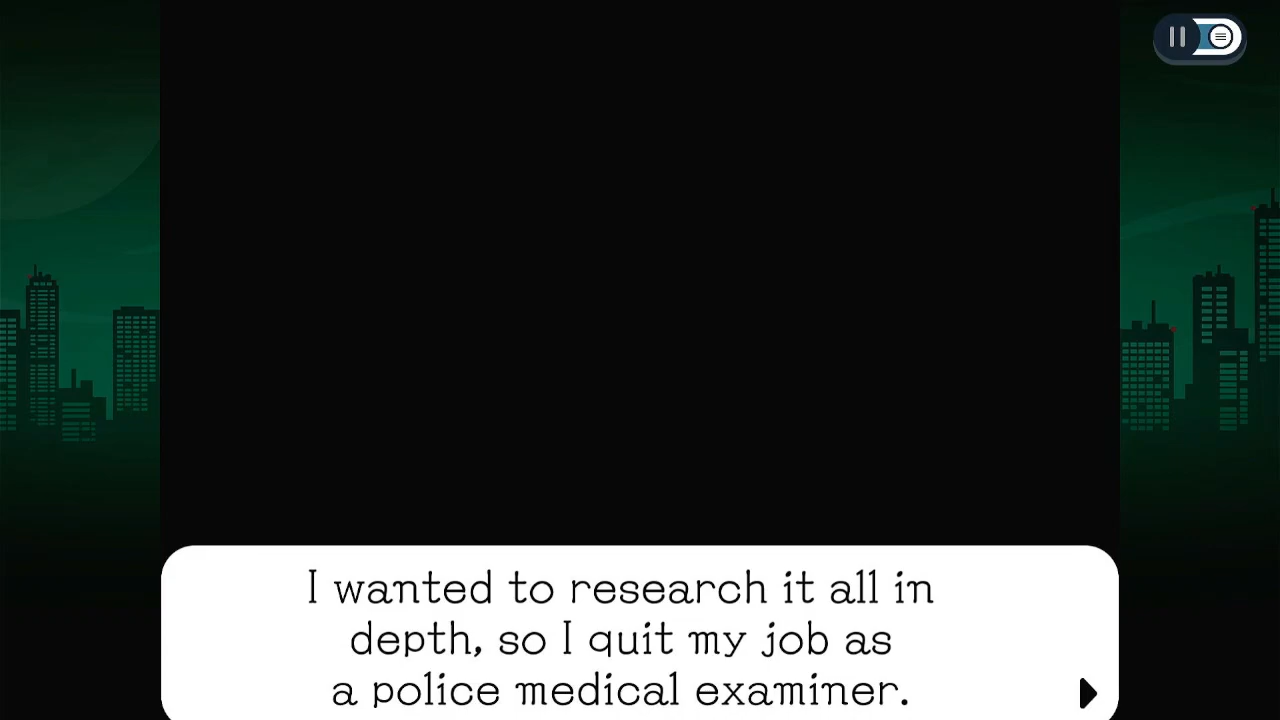 I wanted to research it all in
depth, so I quit my job as
a police medical examiner.